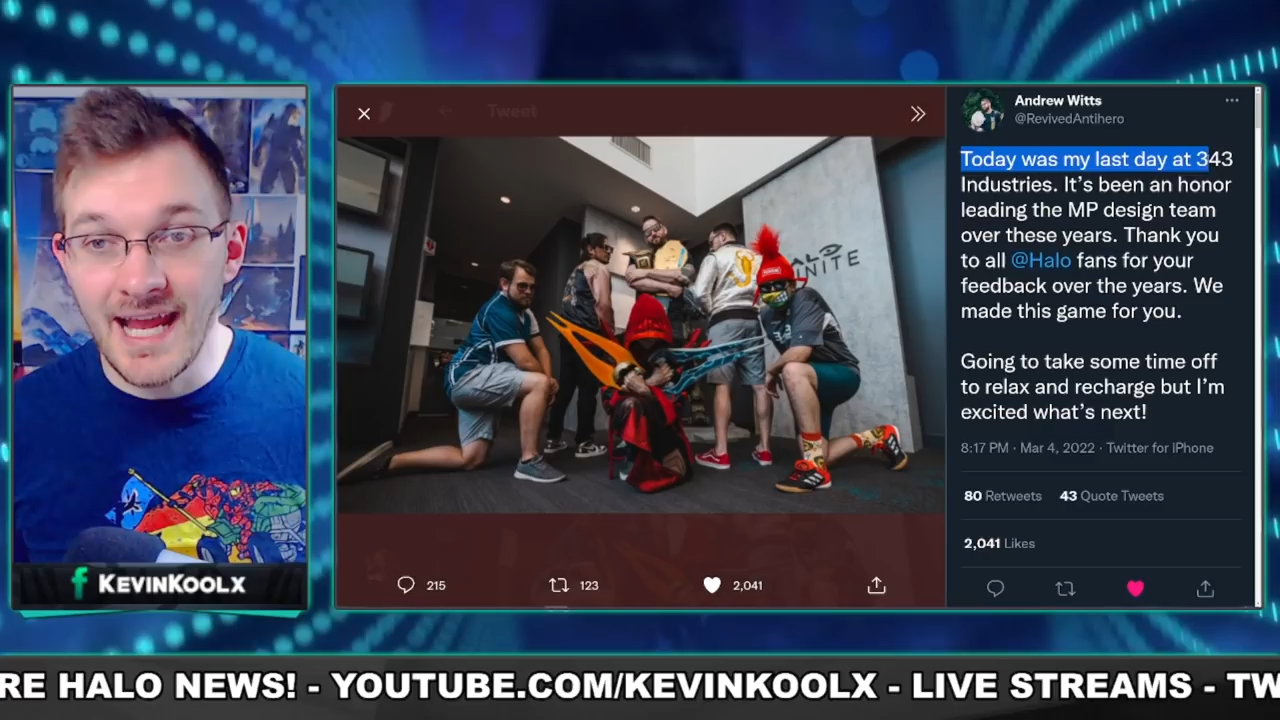 Tweet
Andrew Witts
@RevivedAntihero
Today was my last day at 343
Industries. It's been an honor
leading the MP design team
over these years. Thank you
to all @Halo fans for your
feedback over the years. We
made this game for you.
Going to take some time off
to relax and recharge but I'm
excited what's next!
8:17 PM · Mar 4, 2022 · Twitter for iPhone
80 Retweets 43 Quote Tweets
2,041 Likes
215 123 2,041
KEVINKOOLX
RE HALO NEWS! - YOUTUBE.COM/KEVINKOOLX - LIVE STREAMS - TW